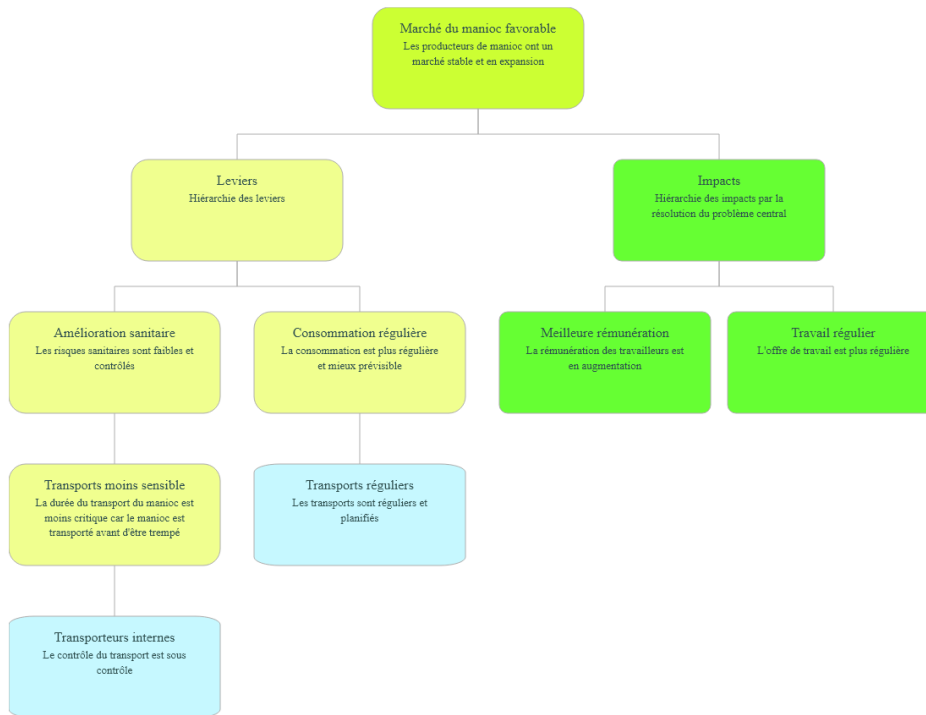 Marché du manioc favorable
Les producteurs de manioc ont un
marché stable et en expansion
Leviers
Hiérarchie des leviers
Impacts
Hiérarchie des impacts par la
résolution du problème central
Amélioration sanitaire
Les risques sanitaires sont faibles et
contrôlés
Consommation régulière
La consommation est plus régulière
et mieux prévisible
Meilleure rémunération
La rémunération des travailleurs est
en augmentation
Travail régulier
L'offre de travail est plus régulière
Transports moins sensible
La durée du transport du manioc est
moins critique car le manioc est
transporté avant d'être trempé
Transports réguliers
Les transports sont réguliers et
planifiés
Transporteurs internes
Le contrôle du transport est sous
contrôle